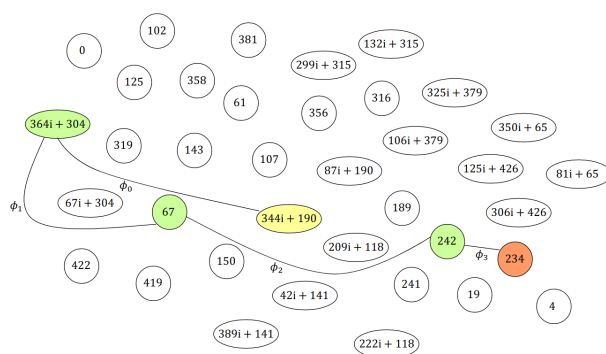 102
381
132i + 315
0
299i + 315
125
358
316
325i + 379
61
356
350i + 65
364i + 304
106i + 379
319
143
107
87i + 190
125i + 426
81i + 65
ϕ0
ϕ1
67i + 304
67
344i + 190
189
306i + 426
242
209i + 118
ϕ3
234
422
150
ϕ2
419
42i + 141
241
19
4
389i + 141
222i + 118